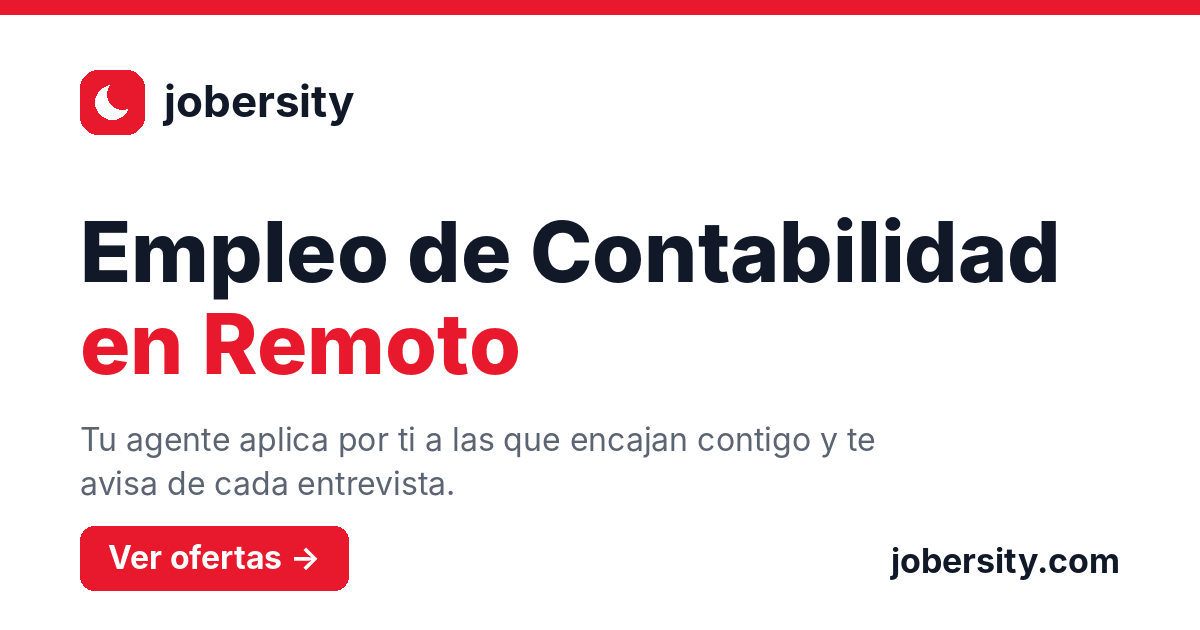 jobersity
Empleo de Contabilidad
en Remoto
Tu agente aplica por ti a las que encajan contigo y te
avisa de cada entrevista.
Ver ofertas →
jobersity.com